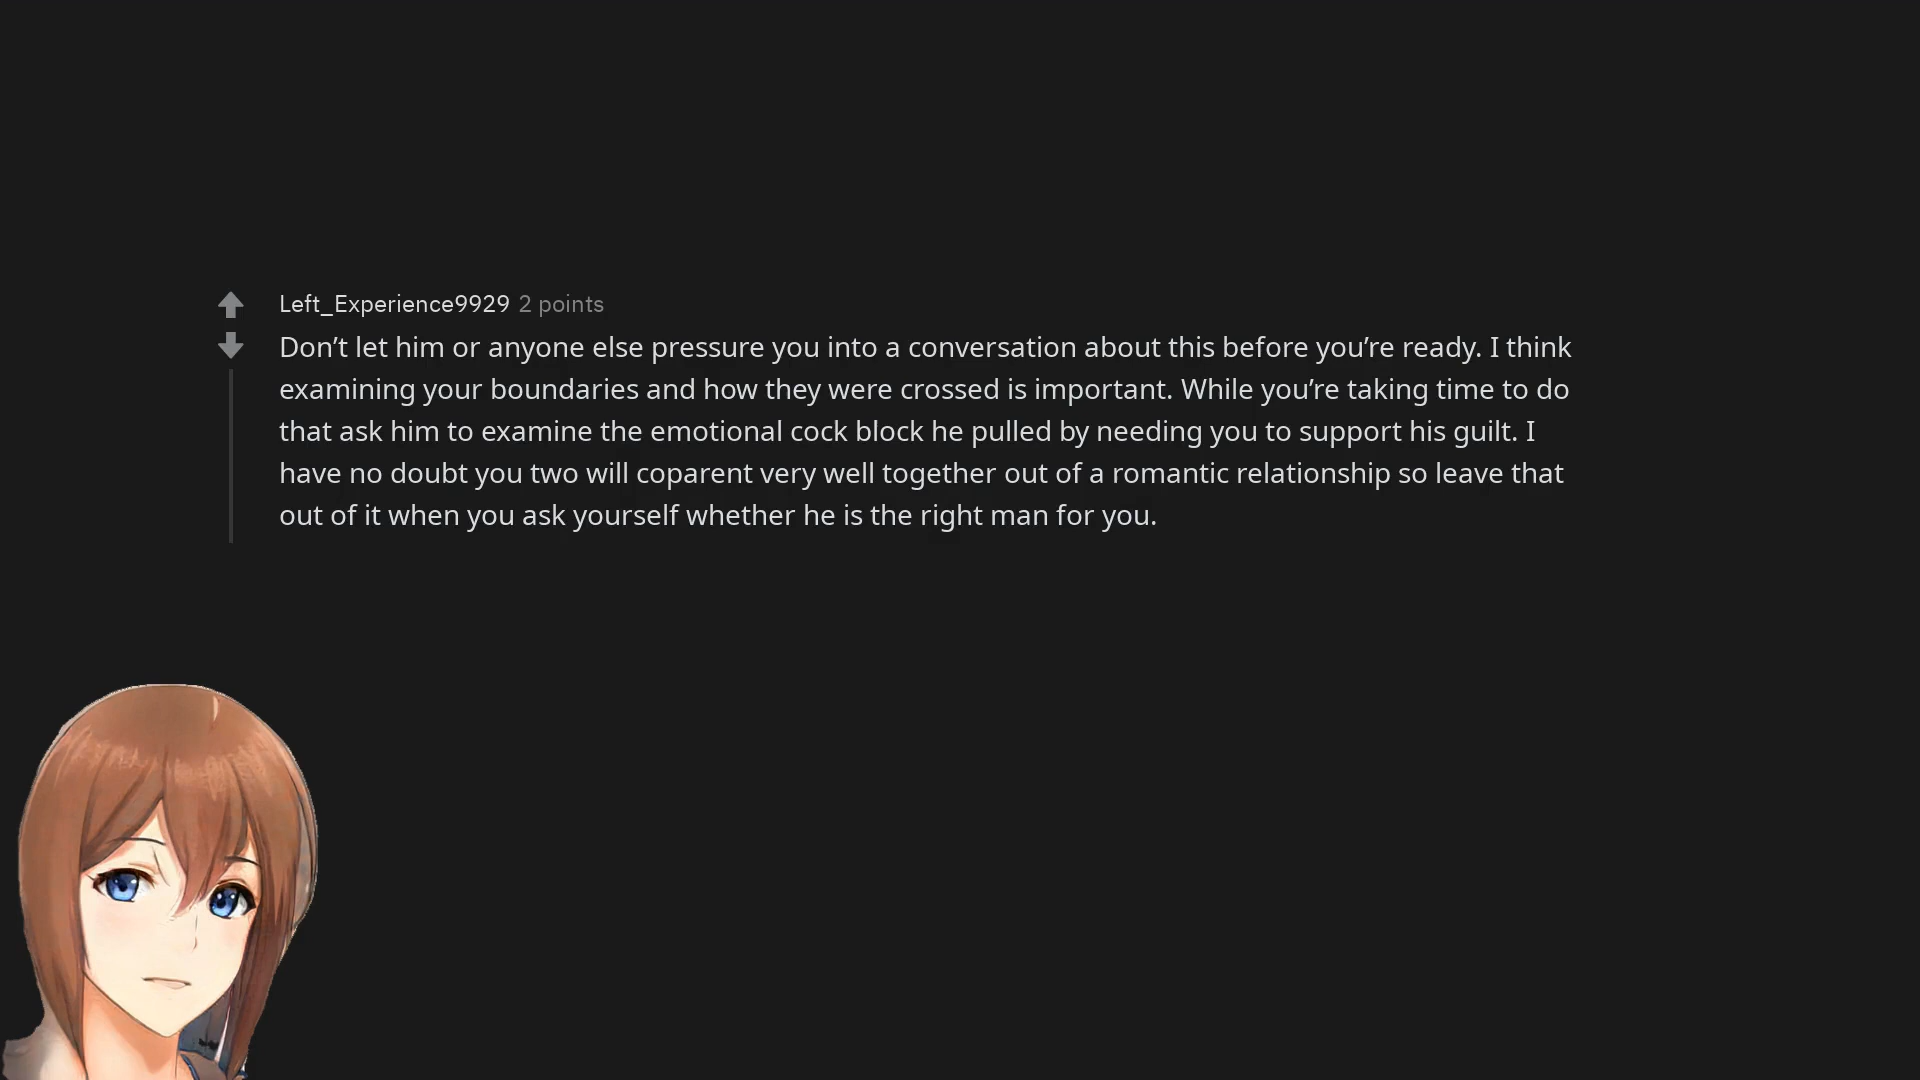 Left_Experience9929 2 points
Don’t let him or anyone else pressure you into a conversation about this before you’re ready. I think
examining your boundaries and how they were crossed is important. While you’re taking time to do
that ask him to examine the emotional cock block he pulled by needing you to support his guilt. I
have no doubt you two will coparent very well together out of a romantic relationship so leave that
out of it when you ask yourself whether he is the right man for you.